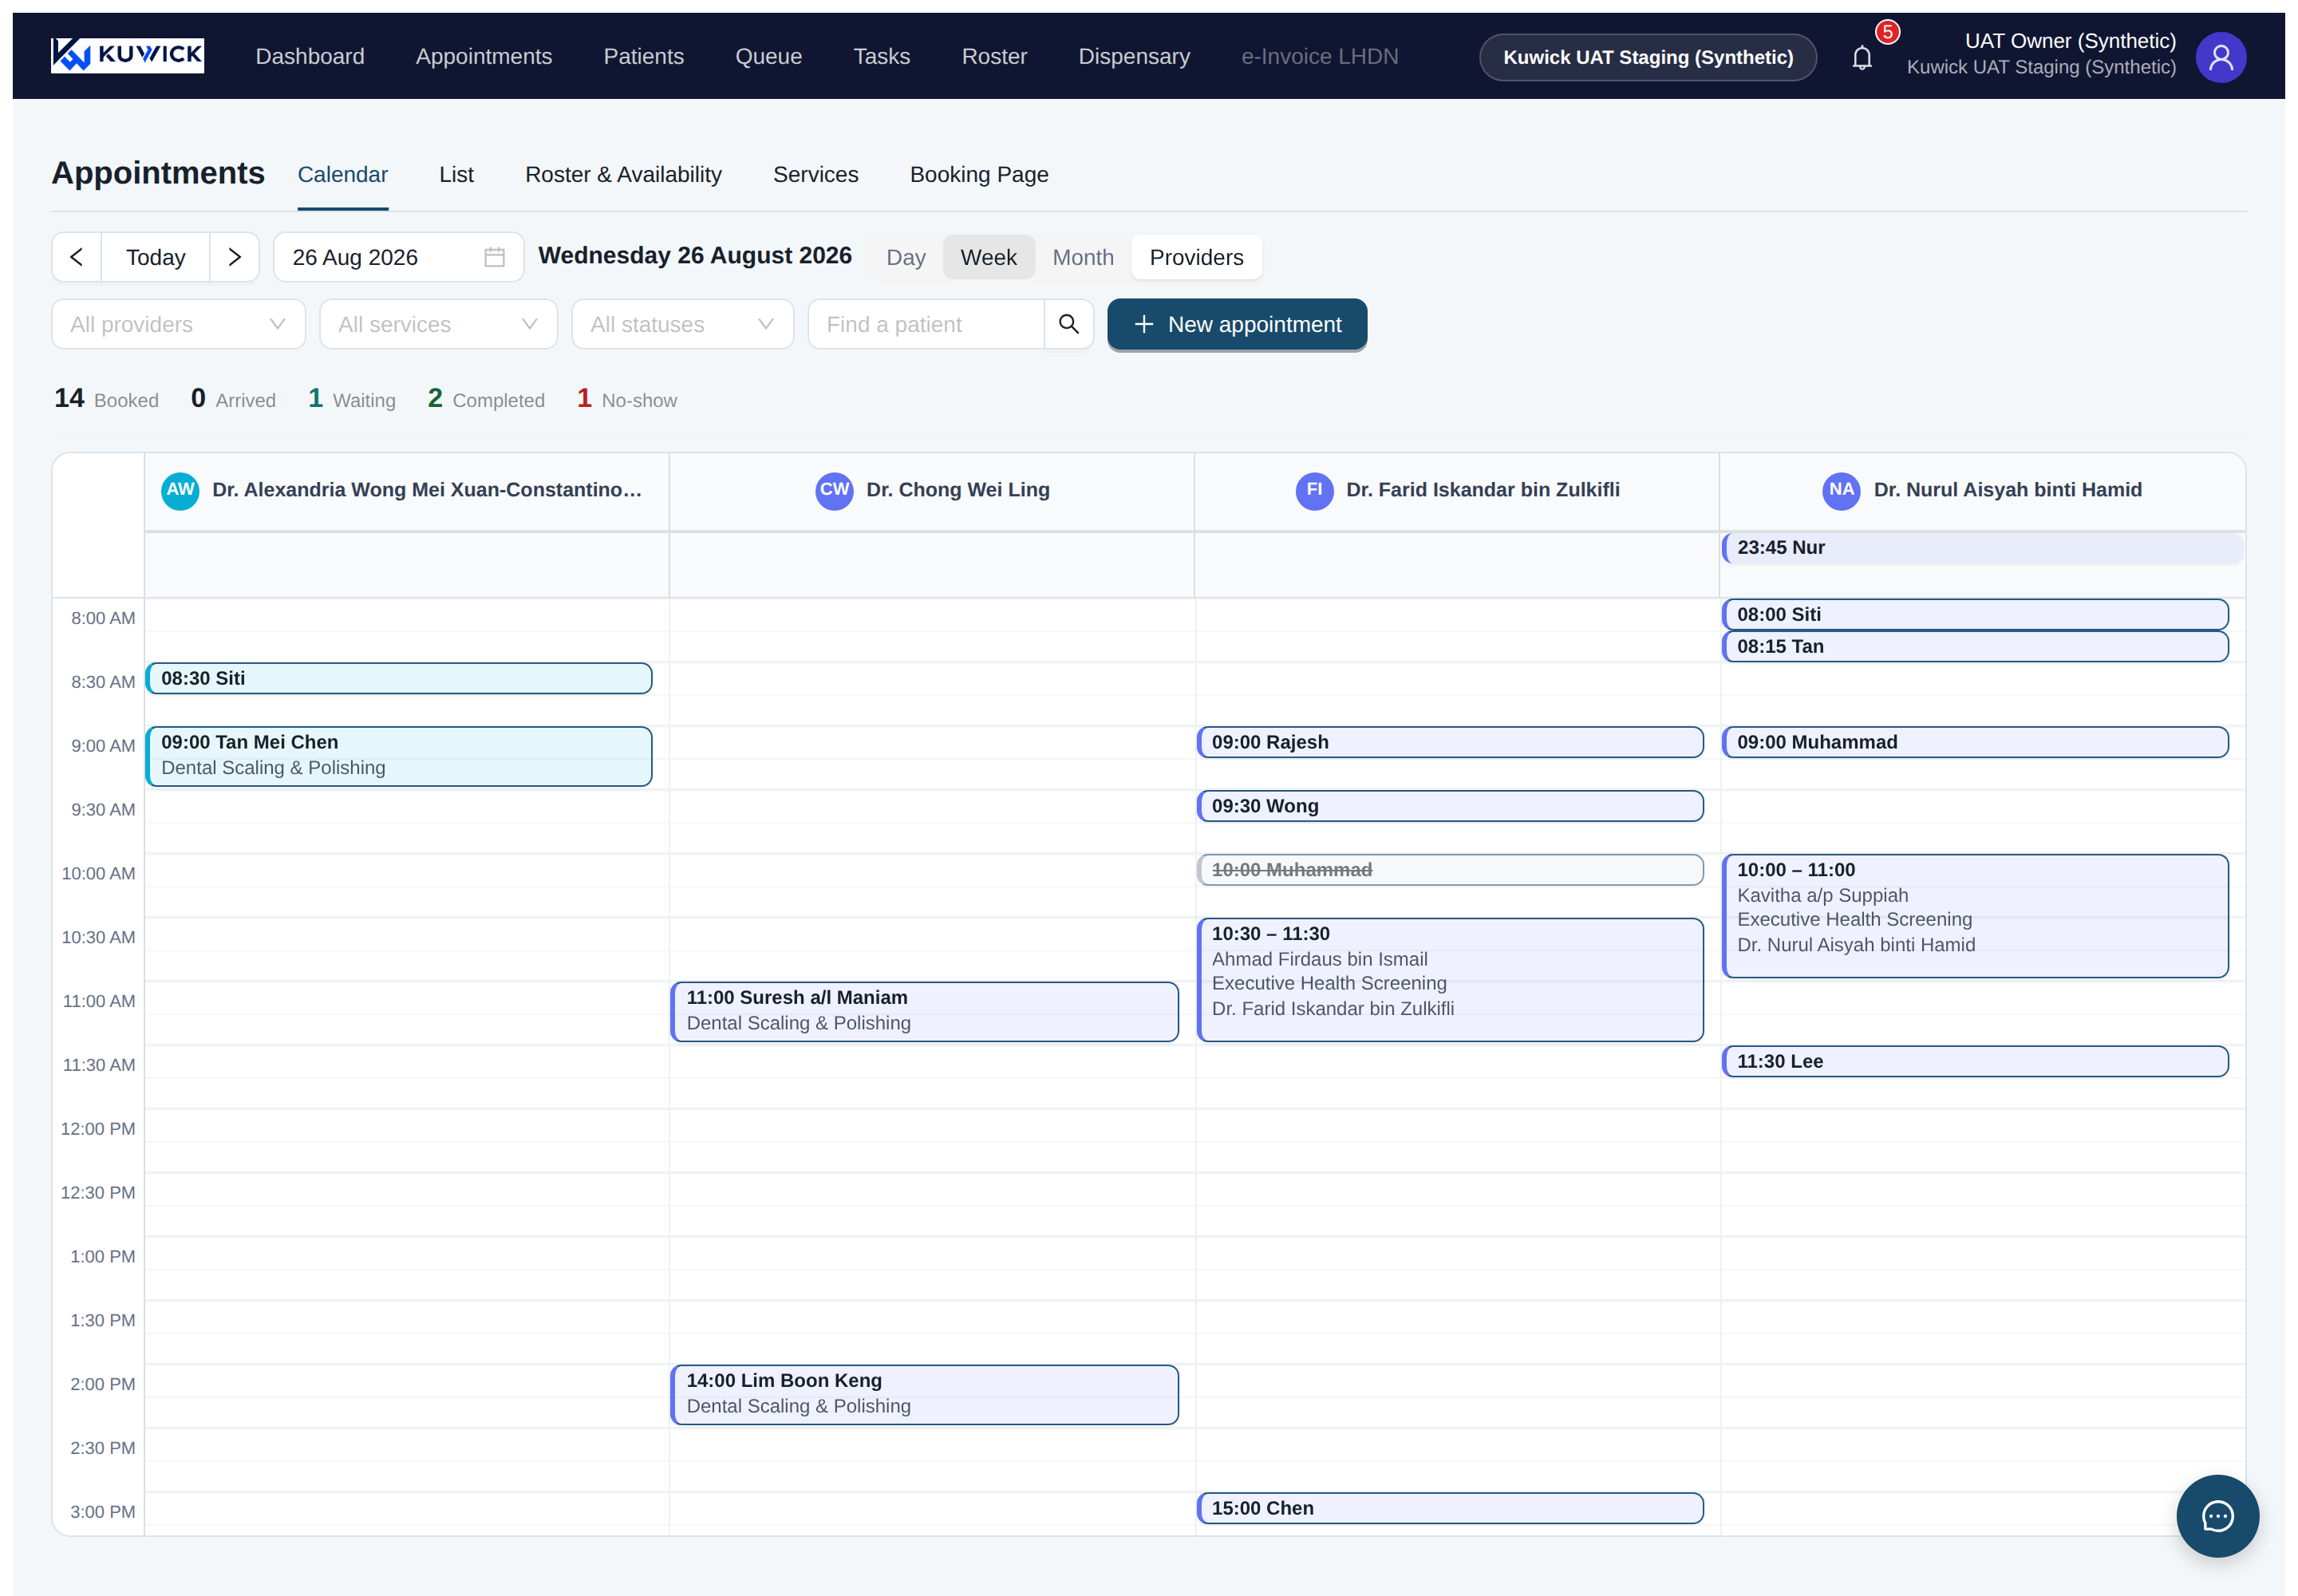 KUWICK
Dashboard Appointments Patients Queue Tasks Roster Dispensary e-Invoice LHDN
Kuwick UAT Staging (Synthetic)
5
UAT Owner (Synthetic)
Kuwick UAT Staging (Synthetic)
Appointments Calendar List Roster & Availability Services Booking Page
Today 26 Aug 2026 Wednesday 26 August 2026 Day Week Month Providers
All providers All services All statuses Find a patient New appointment
14 Booked 0 Arrived 1 Waiting 2 Completed 1 No-show
AW Dr. Alexandria Wong Mei Xuan-Constantino…
CW Dr. Chong Wei Ling
FI Dr. Farid Iskandar bin Zulkifli
NA Dr. Nurul Aisyah binti Hamid
23:45 Nur
8:00 AM
08:00 Siti
08:15 Tan
8:30 AM
08:30 Siti
9:00 AM
09:00 Tan Mei Chen
Dental Scaling & Polishing
09:00 Rajesh
09:00 Muhammad
9:30 AM
09:30 Wong
10:00 AM
10:00 Muhammad
10:00 – 11:00
Kavitha a/p Suppiah
Executive Health Screening
Dr. Nurul Aisyah binti Hamid
10:30 AM
10:30 – 11:30
Ahmad Firdaus bin Ismail
Executive Health Screening
Dr. Farid Iskandar bin Zulkifli
11:00 AM
11:00 Suresh a/l Maniam
Dental Scaling & Polishing
11:30 AM
11:30 Lee
12:00 PM
12:30 PM
1:00 PM
1:30 PM
2:00 PM
14:00 Lim Boon Keng
Dental Scaling & Polishing
2:30 PM
3:00 PM
15:00 Chen